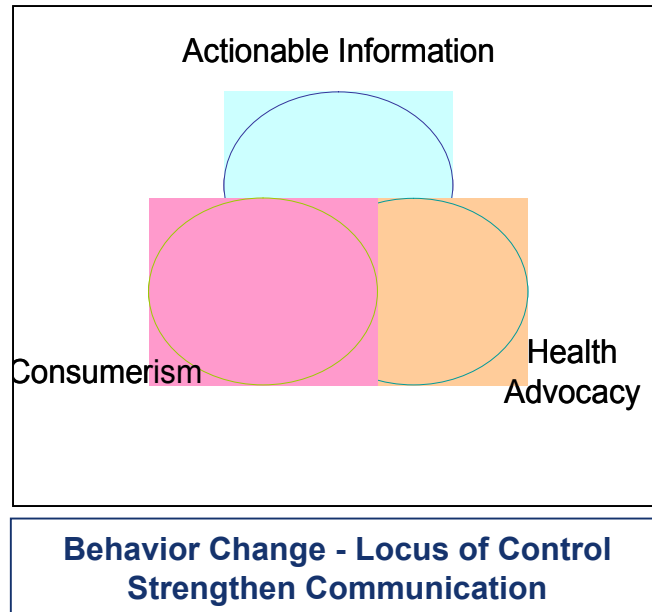 Actionable Information
Consumerism
Health
Advocacy
Behavior Change - Locus of Control
Strengthen Communication